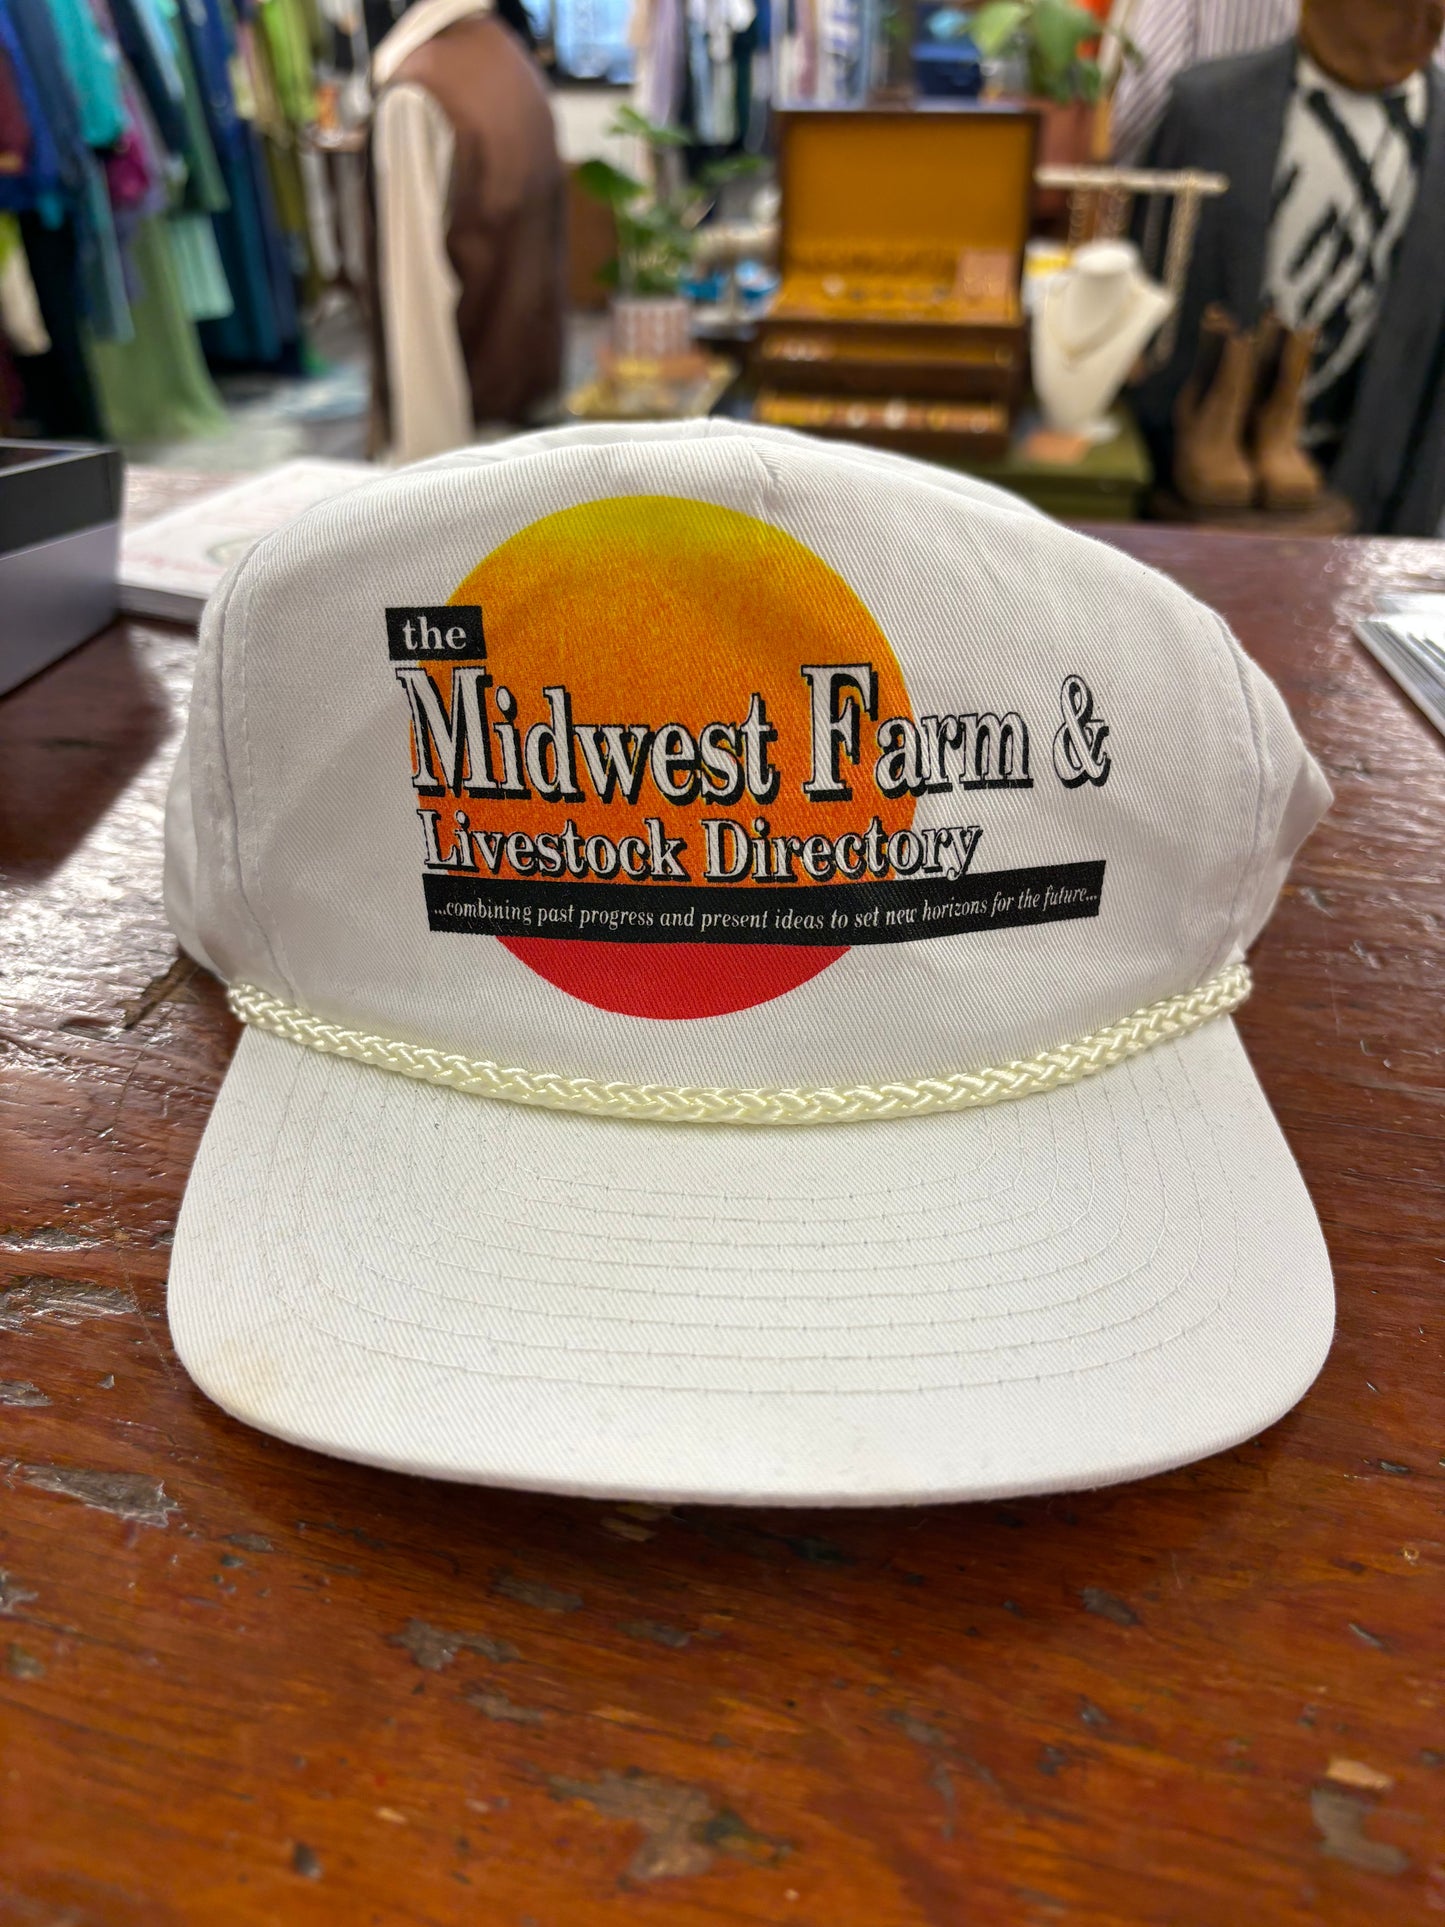 the
Midwest Farm &
Livestock Directory
...combining past progress and present ideas to set new horizons for the future...